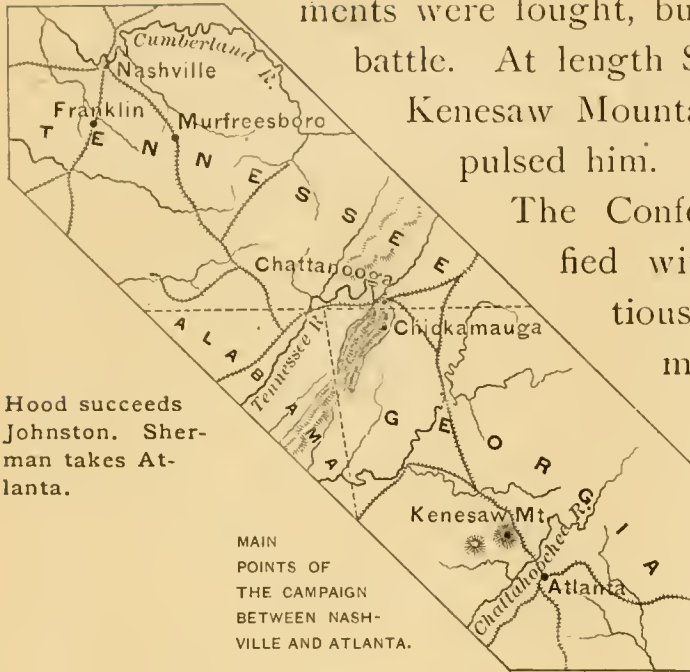 ments were fought, bu
battle. At length S
Kenesaw Mounta
pulsed him.
The Confe
fied wi
tious
m
Cumberland R.
Nashville
Franklin
Murfreesboro
TENNESSEE
Chattanooga
Chickamauga
ALABAMA
Tennessee R.
GEORGIA
Kenesaw Mt.
Chattahoochee R.
Atlanta
Hood succeeds
Johnston. Sher-
man takes At-
lanta.
MAIN
POINTS OF
THE CAMPAIGN
BETWEEN NASH-
VILLE AND ATLANTA.